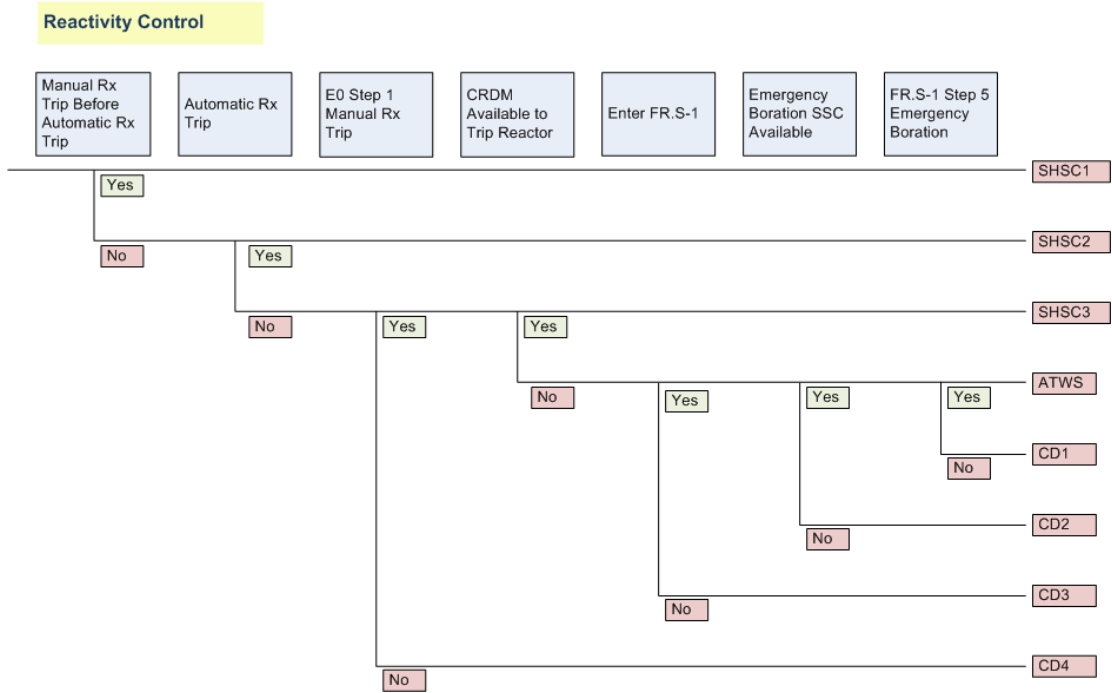 Reactivity Control
Manual Rx
Trip Before
Automatic Rx
Trip
Automatic Rx
Trip
E0 Step 1
Manual Rx
Trip
CRDM
Available to
Trip Reactor
Enter FR.S-1
Emergency
Boration SSC
Available
FR.S-1 Step 5
Emergency
Boration
SHSC1
Yes
SHSC2
No
Yes
SHSC3
No
Yes
Yes
ATWS
No
Yes
Yes
Yes
CD1
No
CD2
No
CD3
No
CD4
No